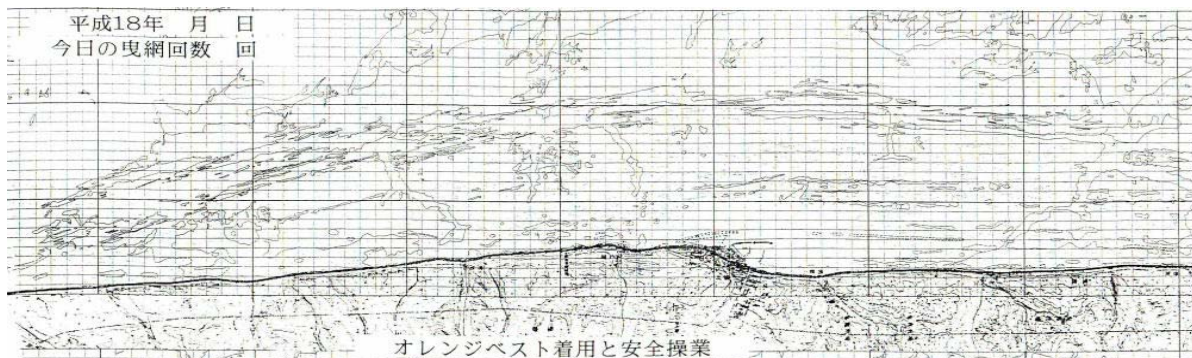 平成18年　月　日
今日の曳網回数　回
オレンジベスト着用と安全操業